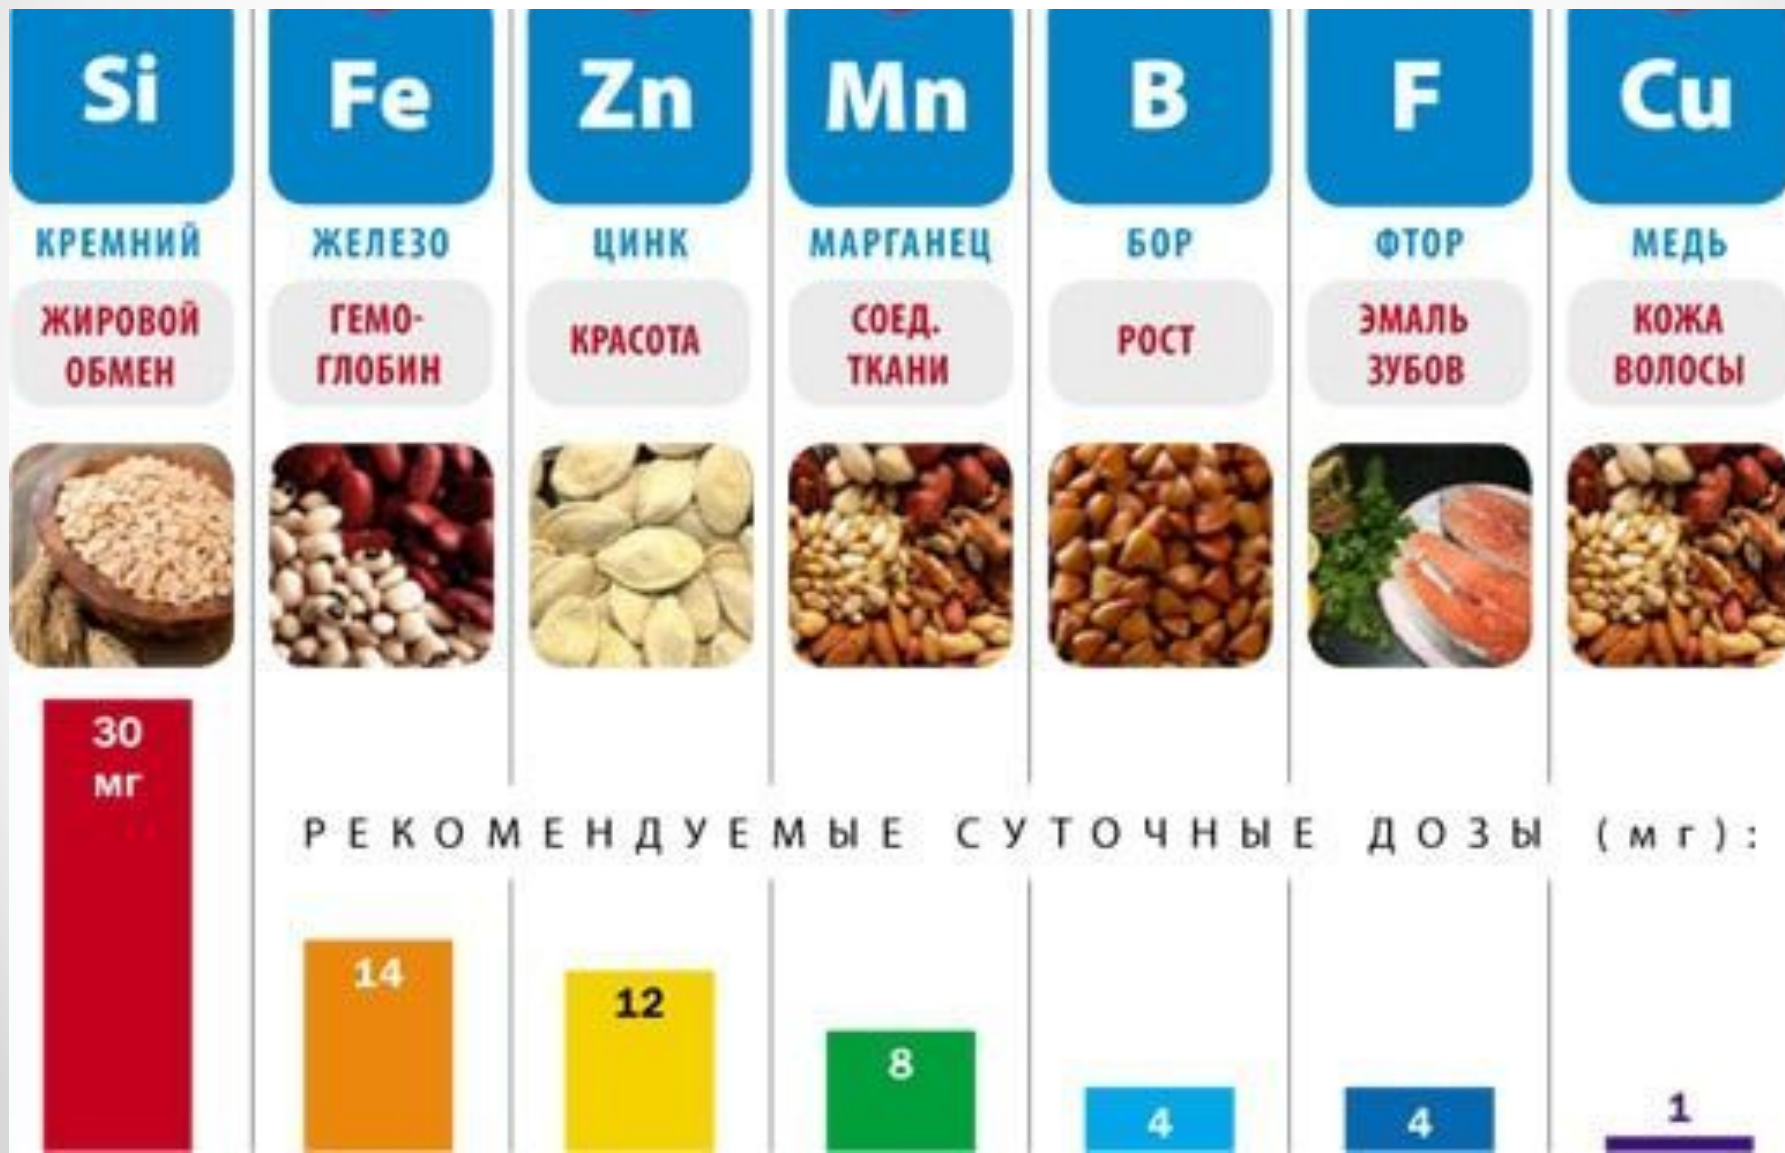 Si Fe Zn Mn B F Cu
КРЕМНИЙ ЖЕЛЕЗО ЦИНК МАРГАНЕЦ БОР ФТОР МЕДЬ
ЖИРОВОЙ
ОБМЕН
ГЕМО-
ГЛОБИН
КРАСОТА
СОЕД.
ТКАНИ
РОСТ
ЭМАЛЬ
ЗУБОВ
КОЖА
ВОЛОСЫ
30
мг
РЕКОМЕНДУЕМЫЕ СУТОЧНЫЕ ДОЗЫ (мг):
14
12
8
4
4
1